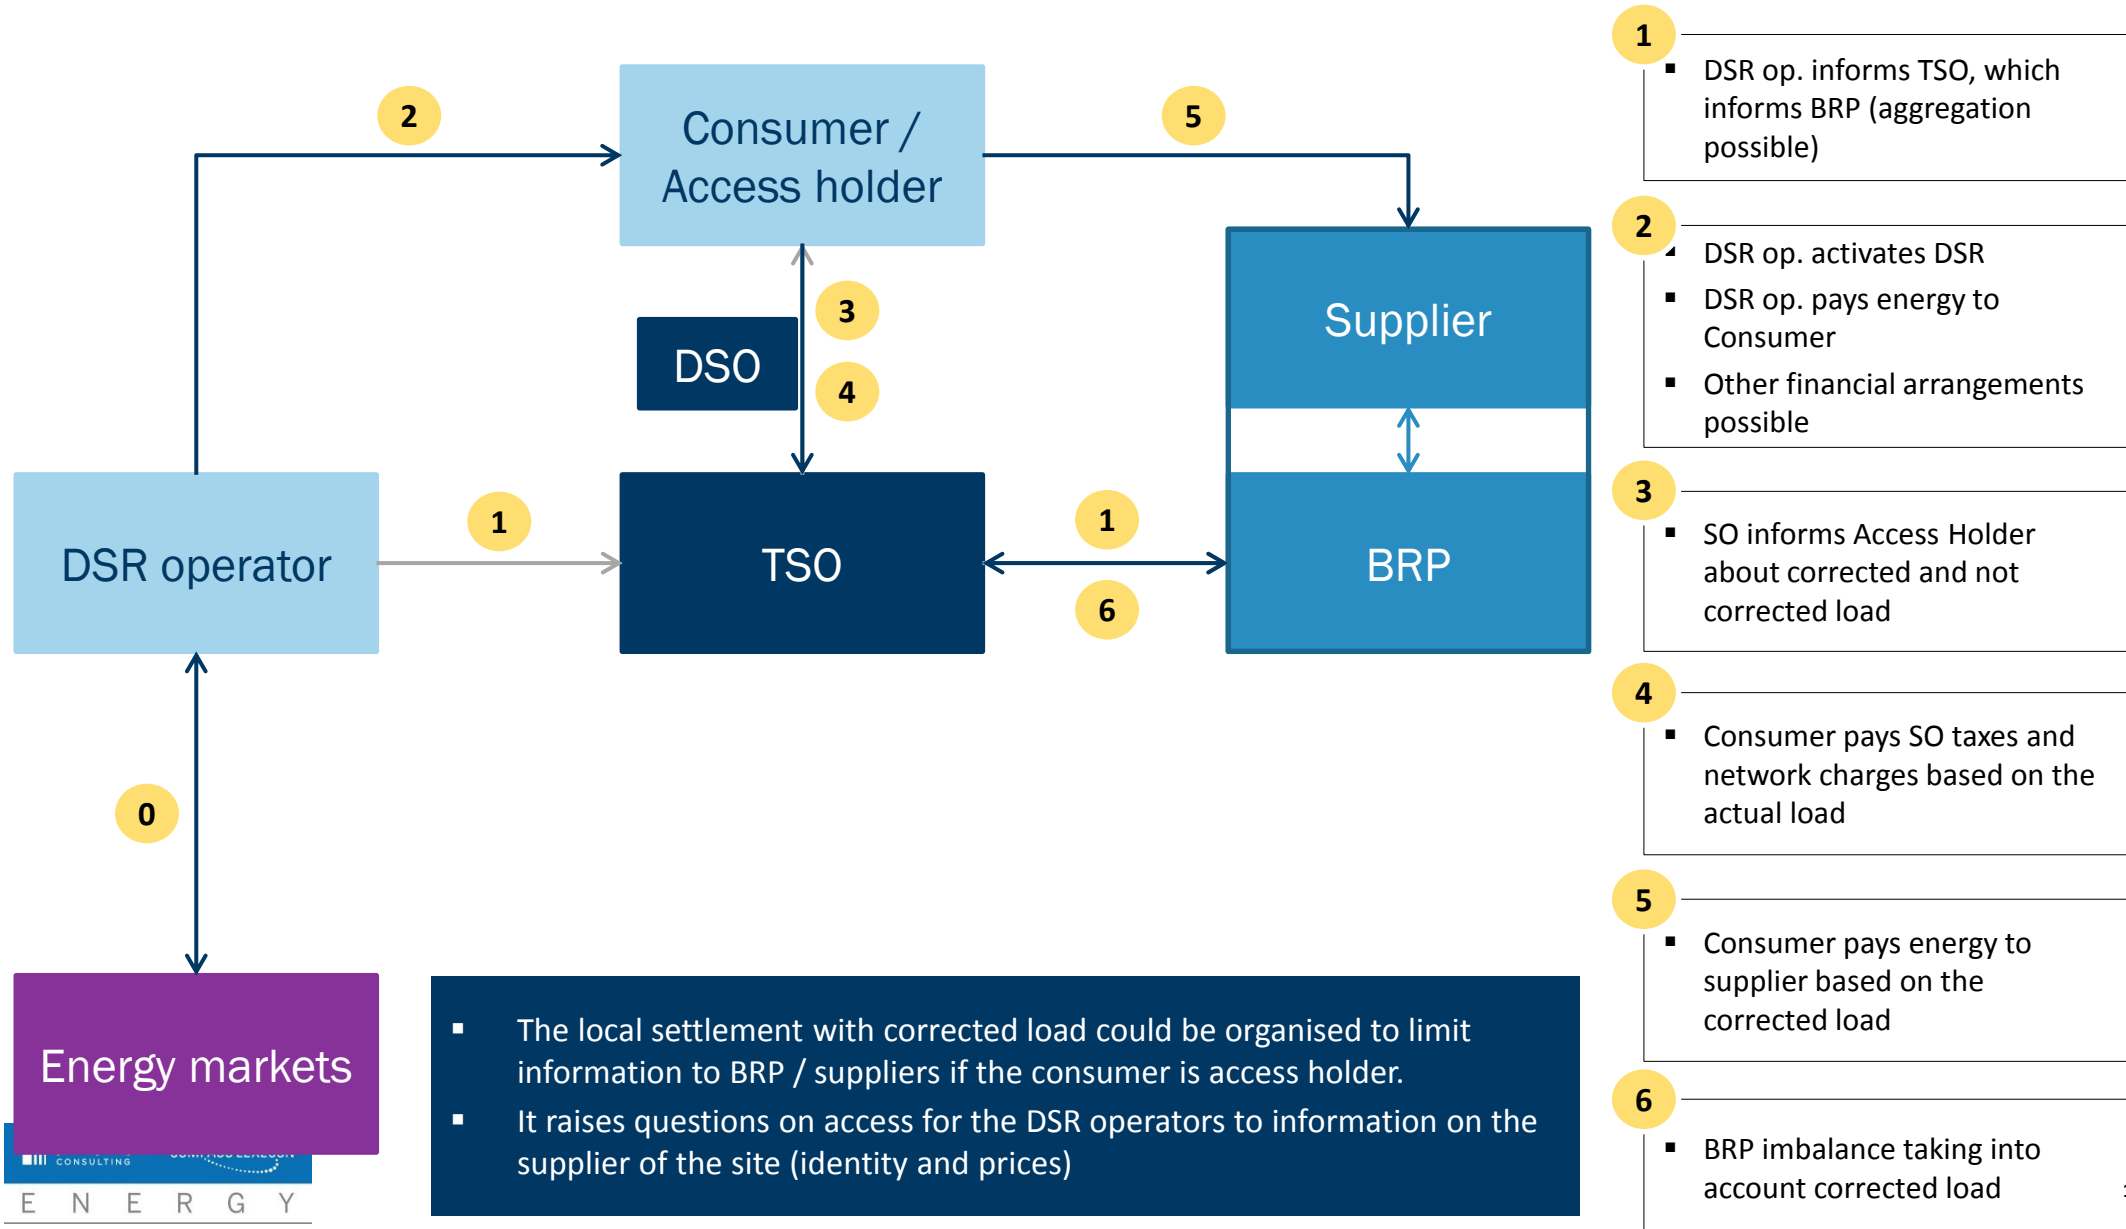 2
Consumer /
Access holder
5
3
DSO
4
Supplier
DSR operator
1
TSO
1
6
BRP
0
Energy markets
CONSULTING
E N E R G Y
▪ The local settlement with corrected load could be organised to limit
information to BRP / suppliers if the consumer is access holder.
▪ It raises questions on access for the DSR operators to information on the
supplier of the site (identity and prices)
1
▪ DSR op. informs TSO, which
informs BRP (aggregation
possible)
2
▪ DSR op. activates DSR
▪ DSR op. pays energy to
Consumer
▪ Other financial arrangements
possible
3
▪ SO informs Access Holder
about corrected and not
corrected load
4
▪ Consumer pays SO taxes and
network charges based on the
actual load
5
▪ Consumer pays energy to
supplier based on the
corrected load
6
▪ BRP imbalance taking into
account corrected load